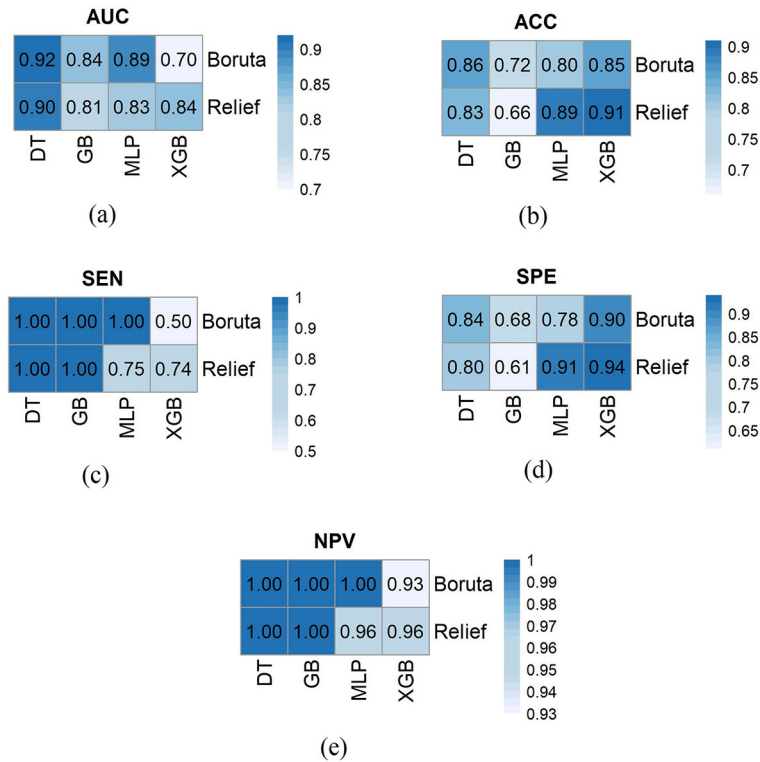 AUC
0.92 0.84 0.89 0.70 Boruta
0.90 0.81 0.83 0.84 Relief
DT GB MLP XGB
0.9
0.85
0.8
0.75
0.7
(a)
ACC
0.86 0.72 0.80 0.85 Boruta
0.83 0.66 0.89 0.91 Relief
DT GB MLP XGB
0.9
0.85
0.8
0.75
0.7
(b)
SEN
1.00 1.00 1.00 0.50 Boruta
1.00 1.00 0.75 0.74 Relief
DT GB MLP XGB
1
0.9
0.8
0.7
0.6
0.5
(c)
SPE
0.84 0.68 0.78 0.90 Boruta
0.80 0.61 0.91 0.94 Relief
DT GB MLP XGB
0.9
0.85
0.8
0.75
0.7
0.65
(d)
NPV
1.00 1.00 1.00 0.93 Boruta
1.00 1.00 0.96 0.96 Relief
DT GB MLP XGB
1
0.99
0.98
0.97
0.96
0.95
0.94
0.93
(e)